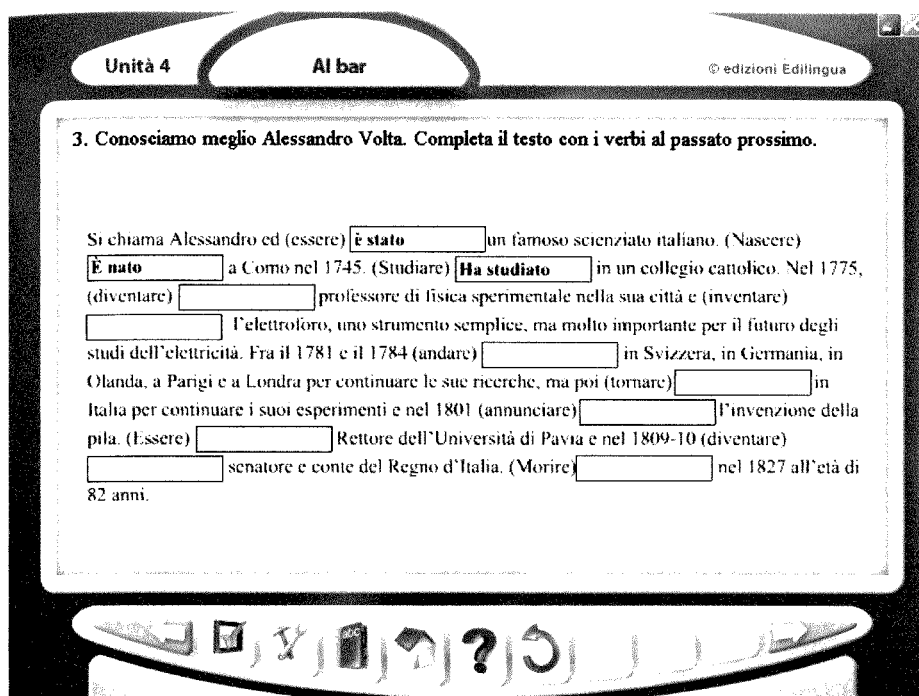 Unità 4
Al bar
© edizioni Edilingua
3. Conosciamo meglio Alessandro Volta. Completa il testo con i verbi al passato prossimo.
Si chiama Alessandro ed (essere) è stato un famoso scienziato italiano. (Nascere)
È nato a Como nel 1745. (Studiare) Ha studiato in un collegio cattolico. Nel 1775,
(diventare) professore di fisica sperimentale nella sua città e (inventare)
l'elettroforo, uno strumento semplice, ma molto importante per il futuro degli
studi dell'elettricità. Fra il 1781 e il 1784 (andare) in Svizzera, in Germania, in
Olanda, a Parigi e a Londra per continuare le sue ricerche, ma poi (tornare) in
Italia per continuare i suoi esperimenti e nel 1801 (annunciare) l'invenzione della
pila. (Essere) Rettore dell'Università di Pavia e nel 1809-10 (diventare)
senatore e conte del Regno d'Italia. (Morire) nel 1827 all'età di
82 anni.
?